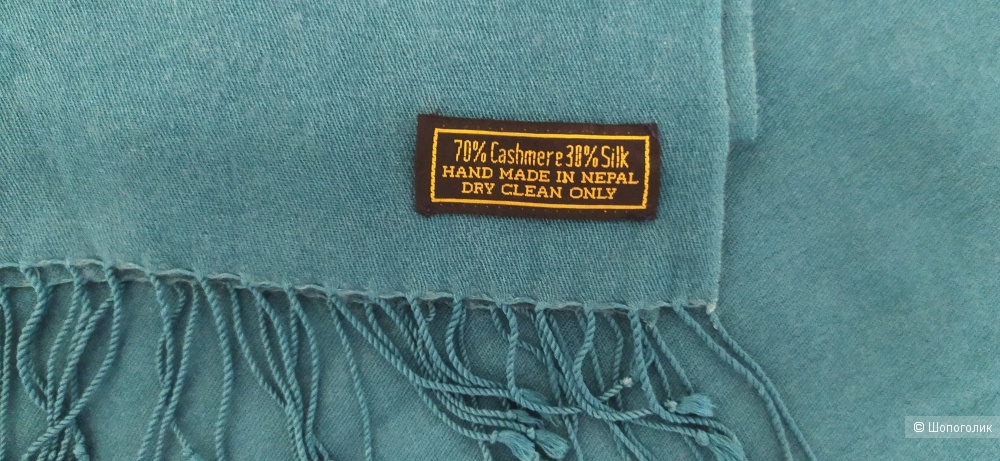 70% Cashmere 30% Silk
HAND MADE IN NEPAL
DRY CLEAN ONLY
© Шопоголик